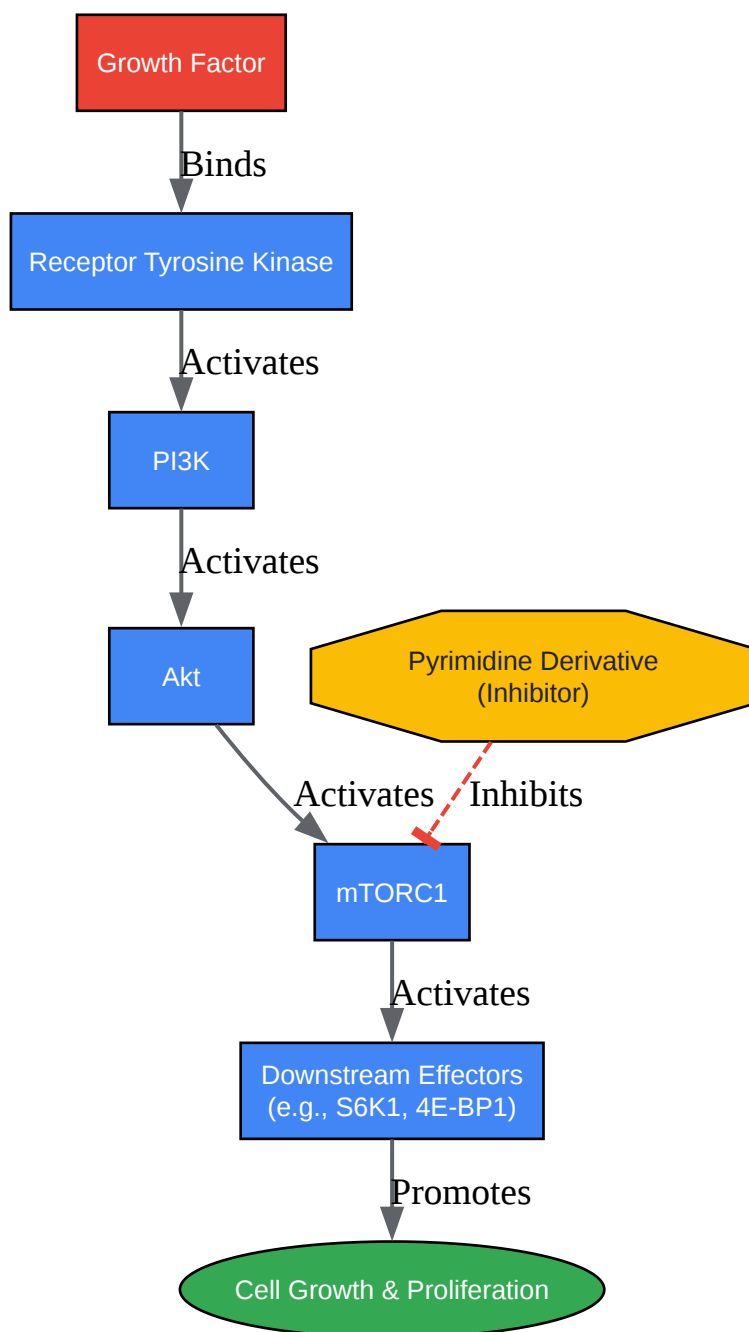 Growth Factor
Binds
Receptor Tyrosine Kinase
Activates
PI3K
Activates
Akt
Pyrimidine Derivative
(Inhibitor)
Activates
Inhibits
mTORC1
Activates
Downstream Effectors
(e.g., S6K1, 4E-BP1)
Promotes
Cell Growth & Proliferation